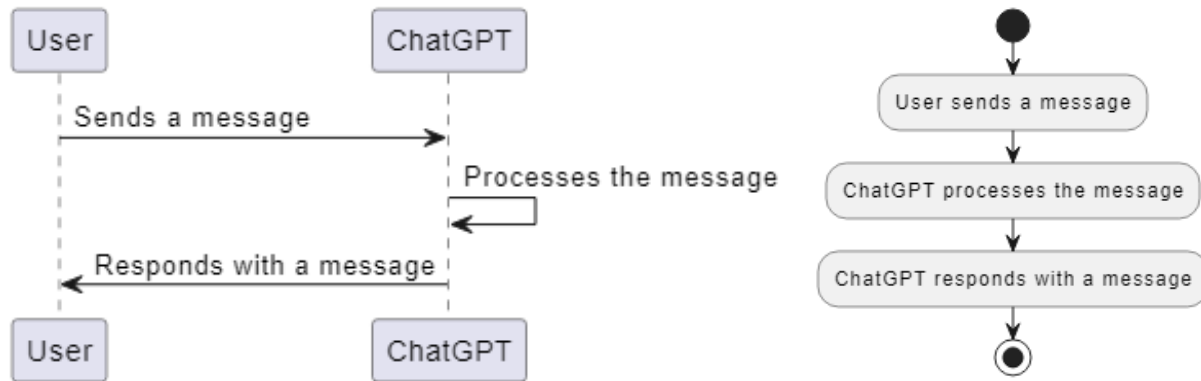 User
ChatGPT
Sends a message
Processes the message
Responds with a message
User
ChatGPT
User sends a message
ChatGPT processes the message
ChatGPT responds with a message